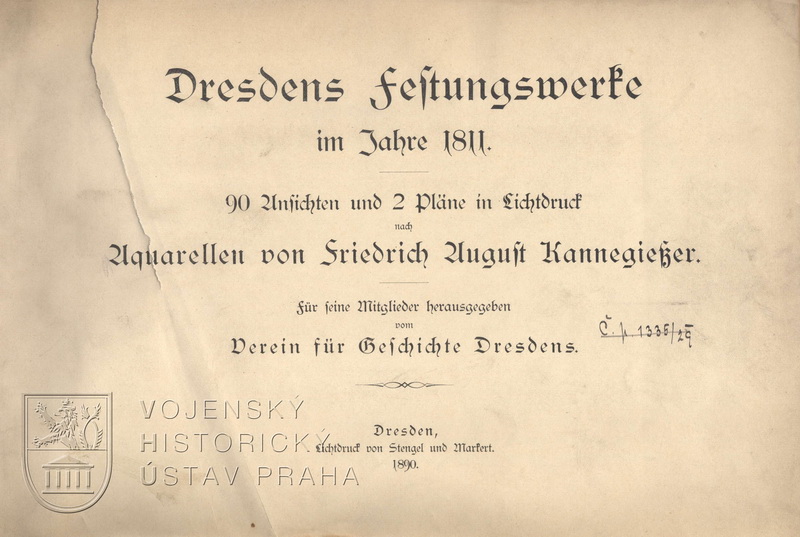 Dresdens Festungswerke
im Jahre 1811.
90 Ansichten und 2 Pläne in Lichtdruck
nach
Aquarellen von Friedrich August Kannegießer.
Für seine Mitglieder herausgegeben
vom
Verein für Geschichte Dresdens.
Č. p. 1336/29
Dresden,
Lichtdruck von Stengel und Markert.
1890.
VOJENSKÝ
HISTORICKÝ
ÚSTAV PRAHA